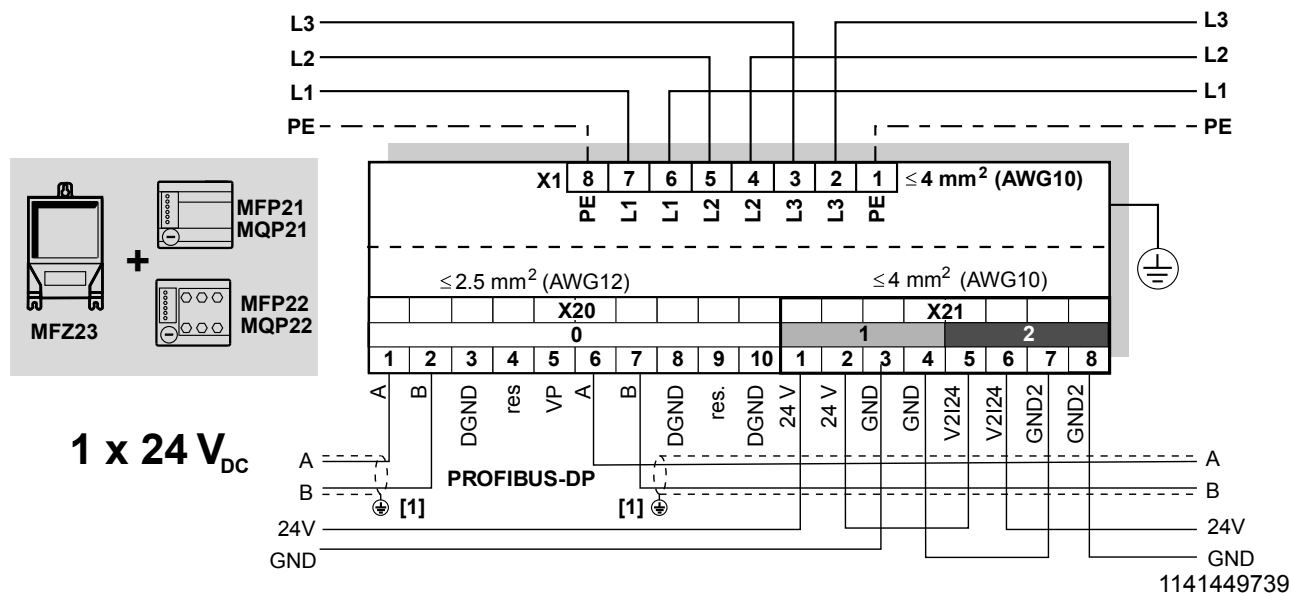 L3 L3
L2 L2
L1 L1
PE PE
X1 8 7 6 5 4 3 2 1 ≤ 4 mm² (AWG10)
PE L1 L1 L2 L2 L3 L3 PE
MFP21
MQP21
+
MFP22
MQP22
MFZ23
≤ 2.5 mm² (AWG12) ≤ 4 mm² (AWG10)
X20 X21
0 1 2
1 2 3 4 5 6 7 8 9 10 1 2 3 4 5 6 7 8
A B DGND res VP A B DGND res. DGND 24 V 24 V GND GND V2I24 V2I24 GND2 GND2
1 x 24 VDC
A PROFIBUS-DP A
B B
[1] [1]
24V 24V
GND GND
1141449739